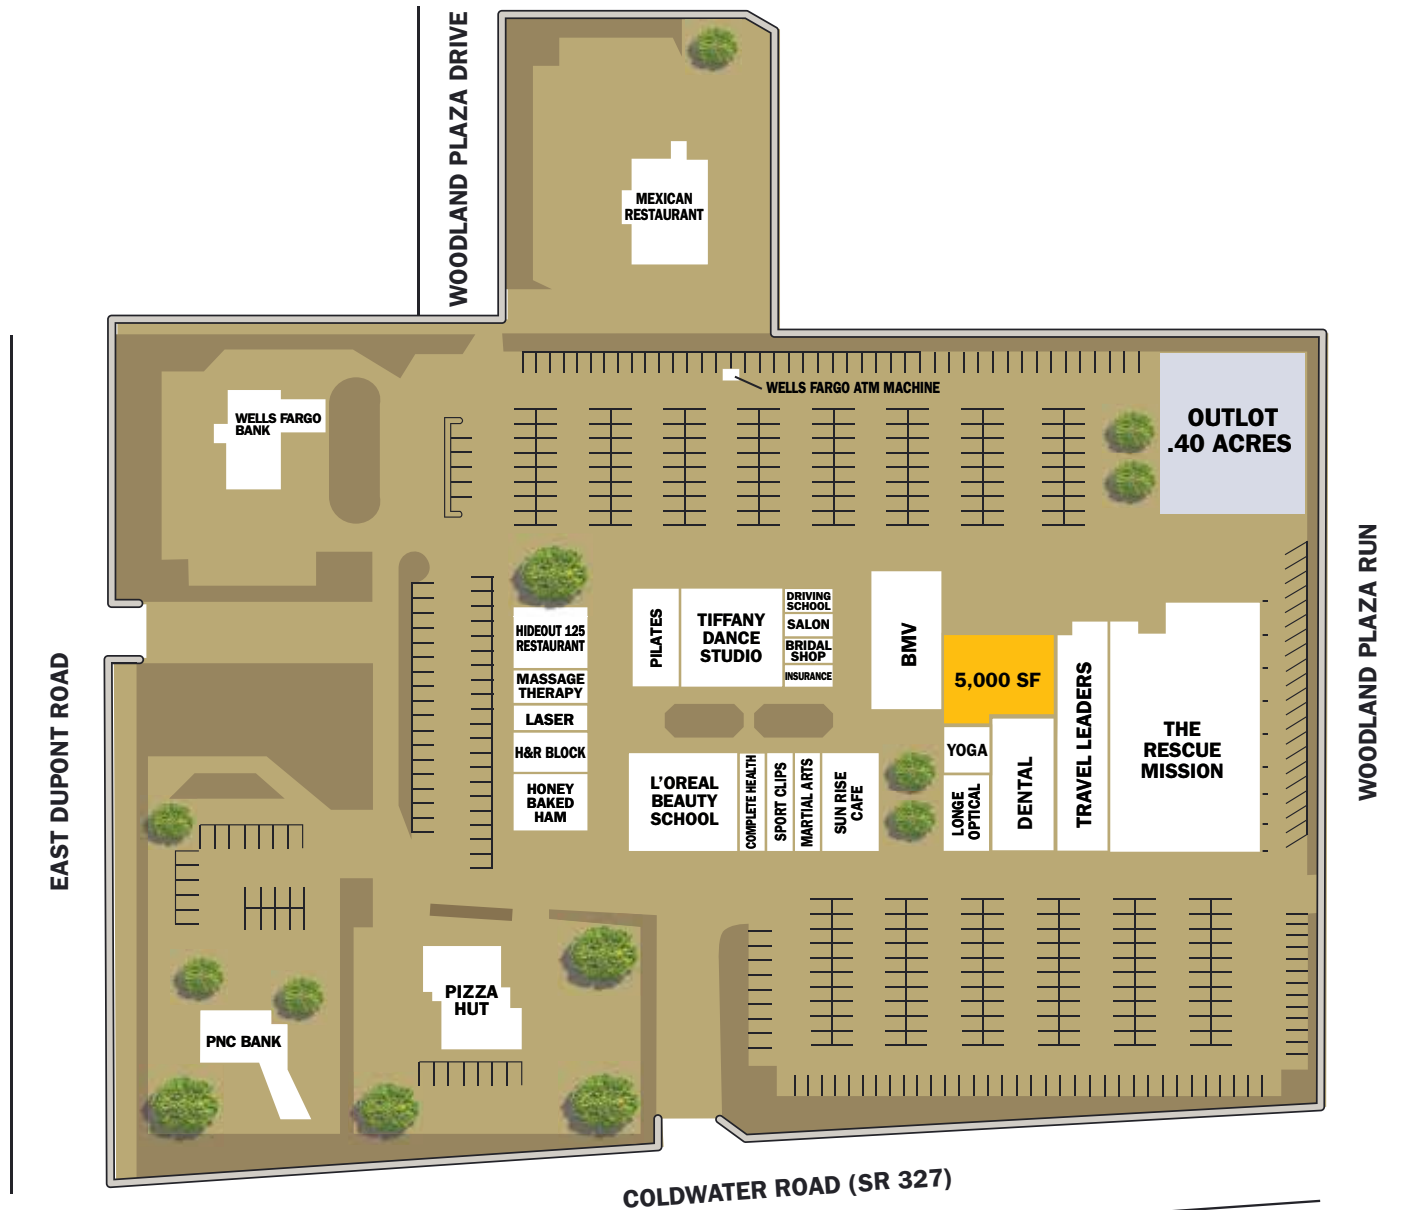 WOODLAND PLAZA DRIVE
MEXICAN
RESTAURANT
WELLS FARGO
BANK
WELLS FARGO ATM MACHINE
OUTLOT
.40 ACRES
EAST DUPONT ROAD
WOODLAND PLAZA RUN
HIDEOUT 125
RESTAURANT
MASSAGE
THERAPY
LASER
H&R BLOCK
HONEY
BAKED
HAM
PILATES
TIFFANY
DANCE
STUDIO
DRIVING
SCHOOL
SALON
BRIDAL
SHOP
INSURANCE
BMV
5,000 SF
YOGA
LONGE
OPTICAL
DENTAL
TRAVEL LEADERS
THE
RESCUE
MISSION
L'OREAL
BEAUTY
SCHOOL
COMPLETE HEALTH
SPORT CLIPS
MARTIAL ARTS
SUN RISE
CAFE
PIZZA
HUT
PNC BANK
COLDWATER ROAD (SR 327)